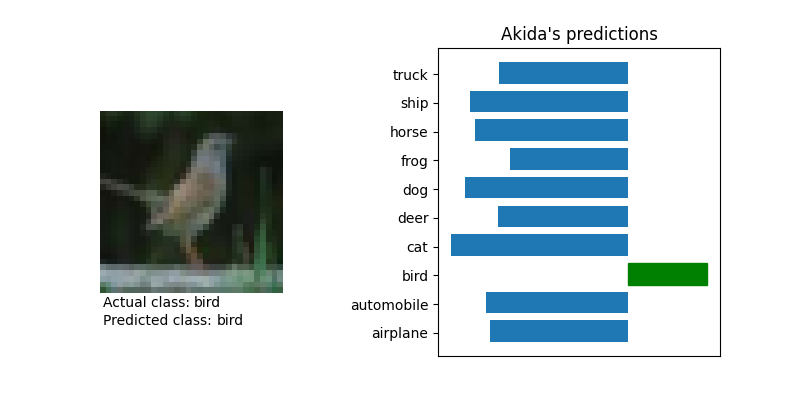 Akida's predictions
truck
ship
horse
frog
dog
deer
cat
bird
automobile
airplane
Actual class: bird
Predicted class: bird